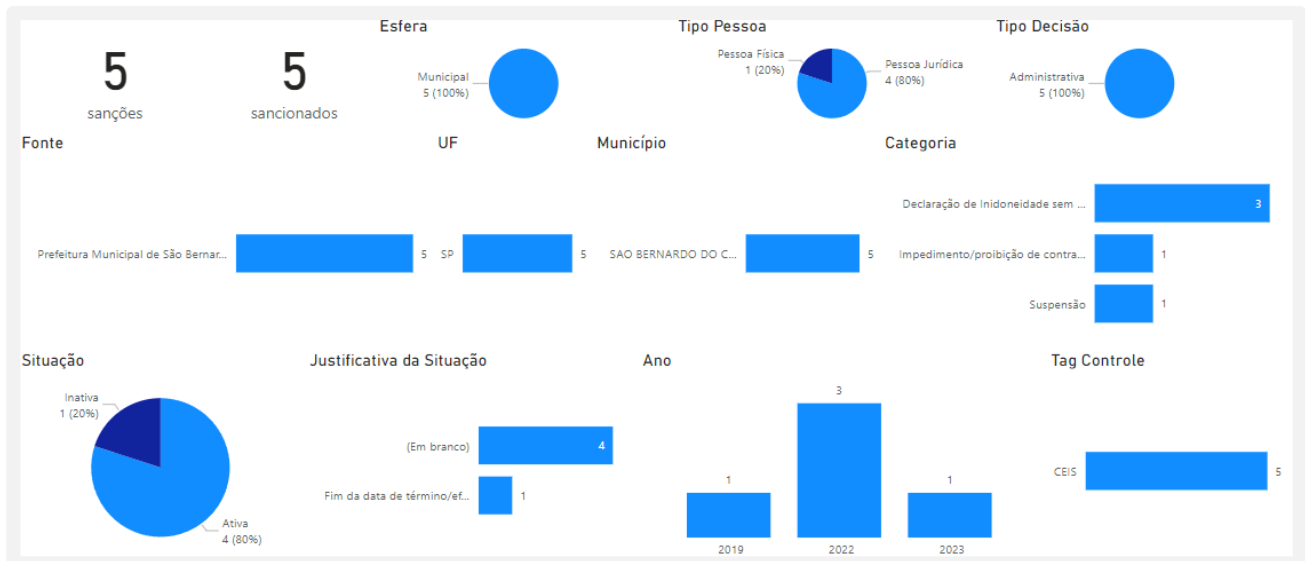 5
sanções
5
sancionados
Esfera
Municipal
5 (100%)
Tipo Pessoa
Pessoa Física
1 (20%)
Pessoa Jurídica
4 (80%)
Tipo Decisão
Administrativa
5 (100%)
Fonte
Prefeitura Municipal de São Bernar...
5
UF
SP
5
Município
SAO BERNARDO DO C...
5
Categoria
Declaração de Inidoneidade sem ...
3
Impedimento/proibição de contra...
1
Suspensão
1
Situação
Inativa
1 (20%)
Ativa
4 (80%)
Justificativa da Situação
(Em branco)
4
Fim da data de término/ef...
1
Ano
1
3
1
2019
2022
2023
Tag Controle
CEIS
5